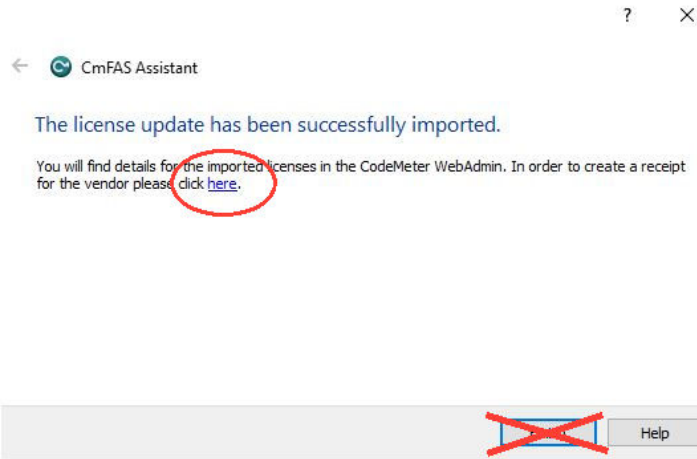 ?
CmFAS Assistant
The license update has been successfully imported.
You will find details for the imported licenses in the CodeMeter WebAdmin. In order to create a receipt
for the vendor please click here.
Help